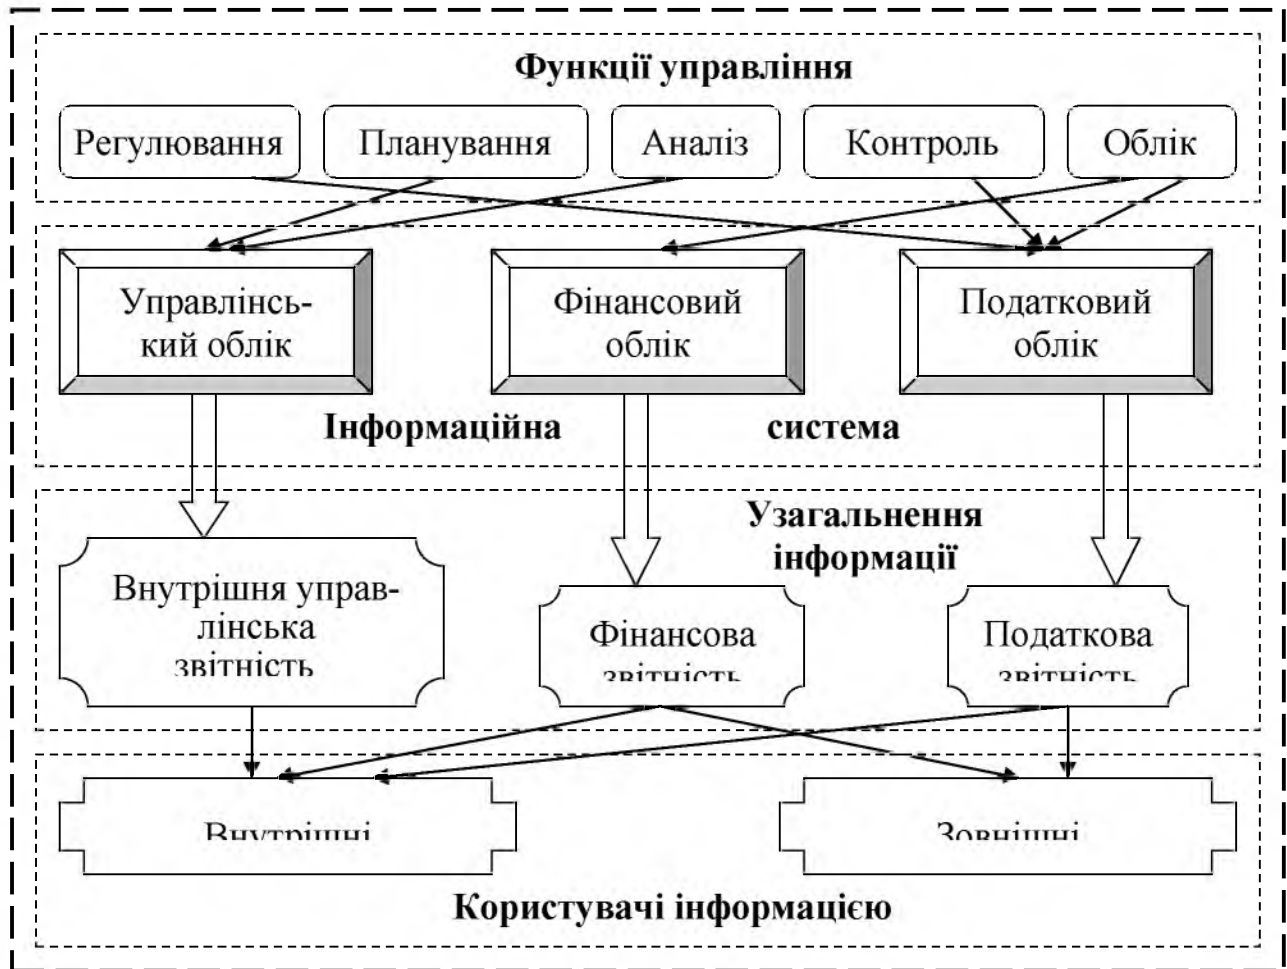 Функції управління
Регулювання Планування Аналіз Контроль Облік
Управлінсь-
кий облік
Фінансовий
облік
Податковий
облік
Інформаційна система
Узагальнення
інформації
Внутрішня управ-
лінська
звітність
Фінансова
звітність
Податкова
звітність
Внутрішні
Зовнішні
Користувачі інформацією